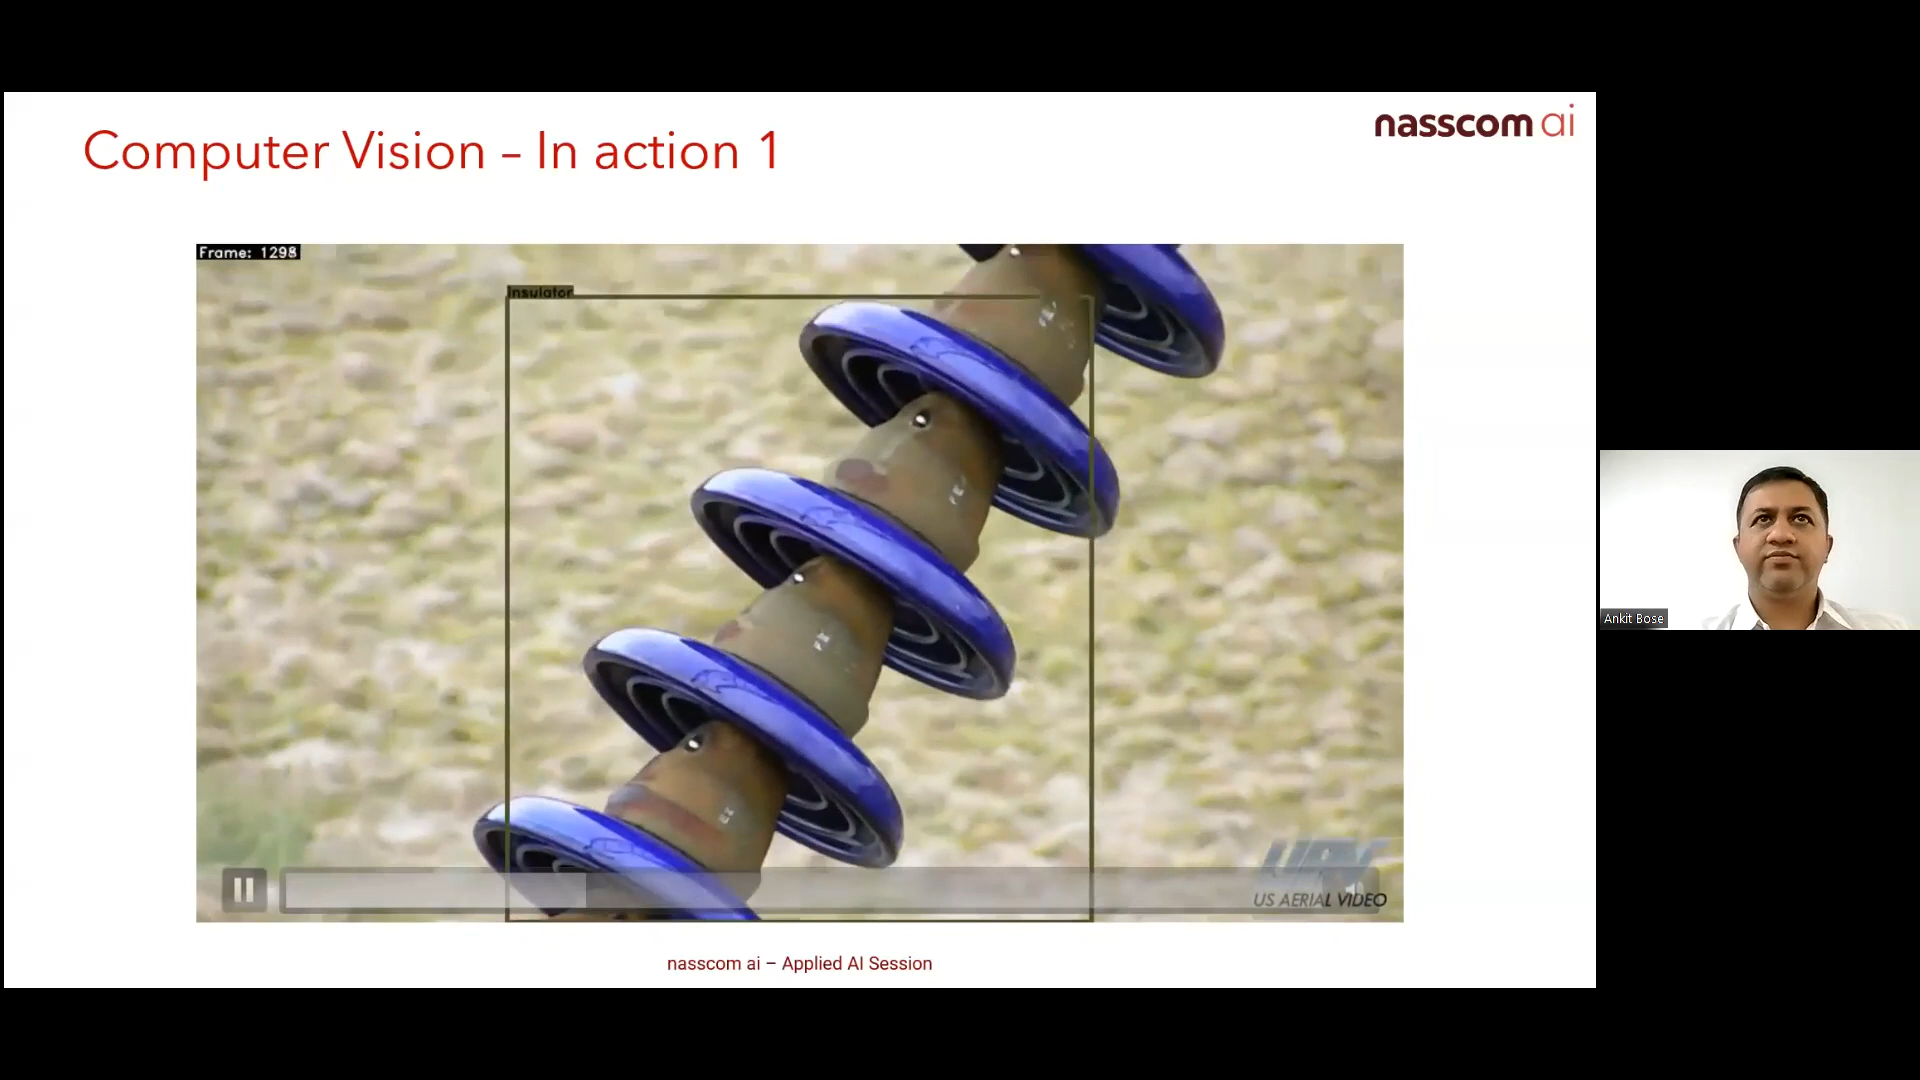 Computer Vision – In action 1
nasscom ai
Frame: 1298
Insulator
US AERIAL VIDEO
nasscom ai – Applied AI Session
Ankit Bose